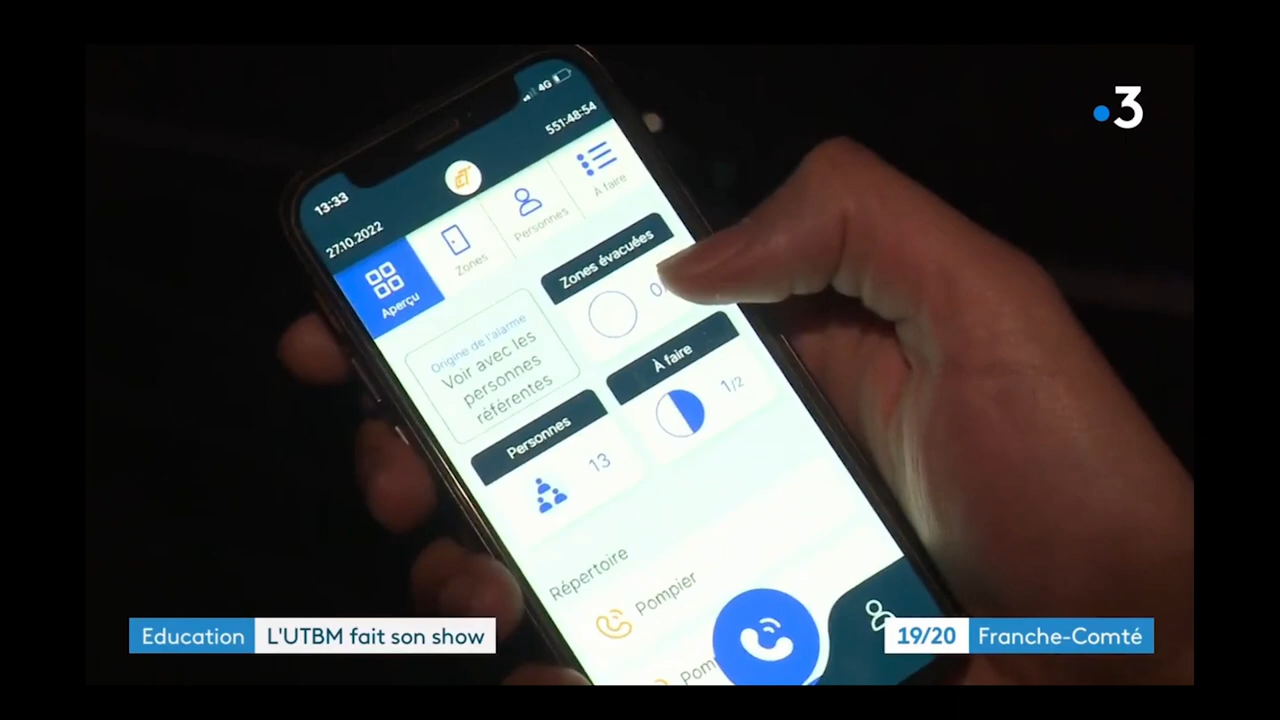 3
4G
13:33
551:48:54
27.10.2022
Aperçu
Zones
Personnes
À faire
Origine de l'alarme
Voir avec les
personnes
référentes
Zones évacuées
0/
Personnes
13
À faire
1/2
Répertoire
Pompier
Education L'UTBM fait son show
19/20 Franche-Comté